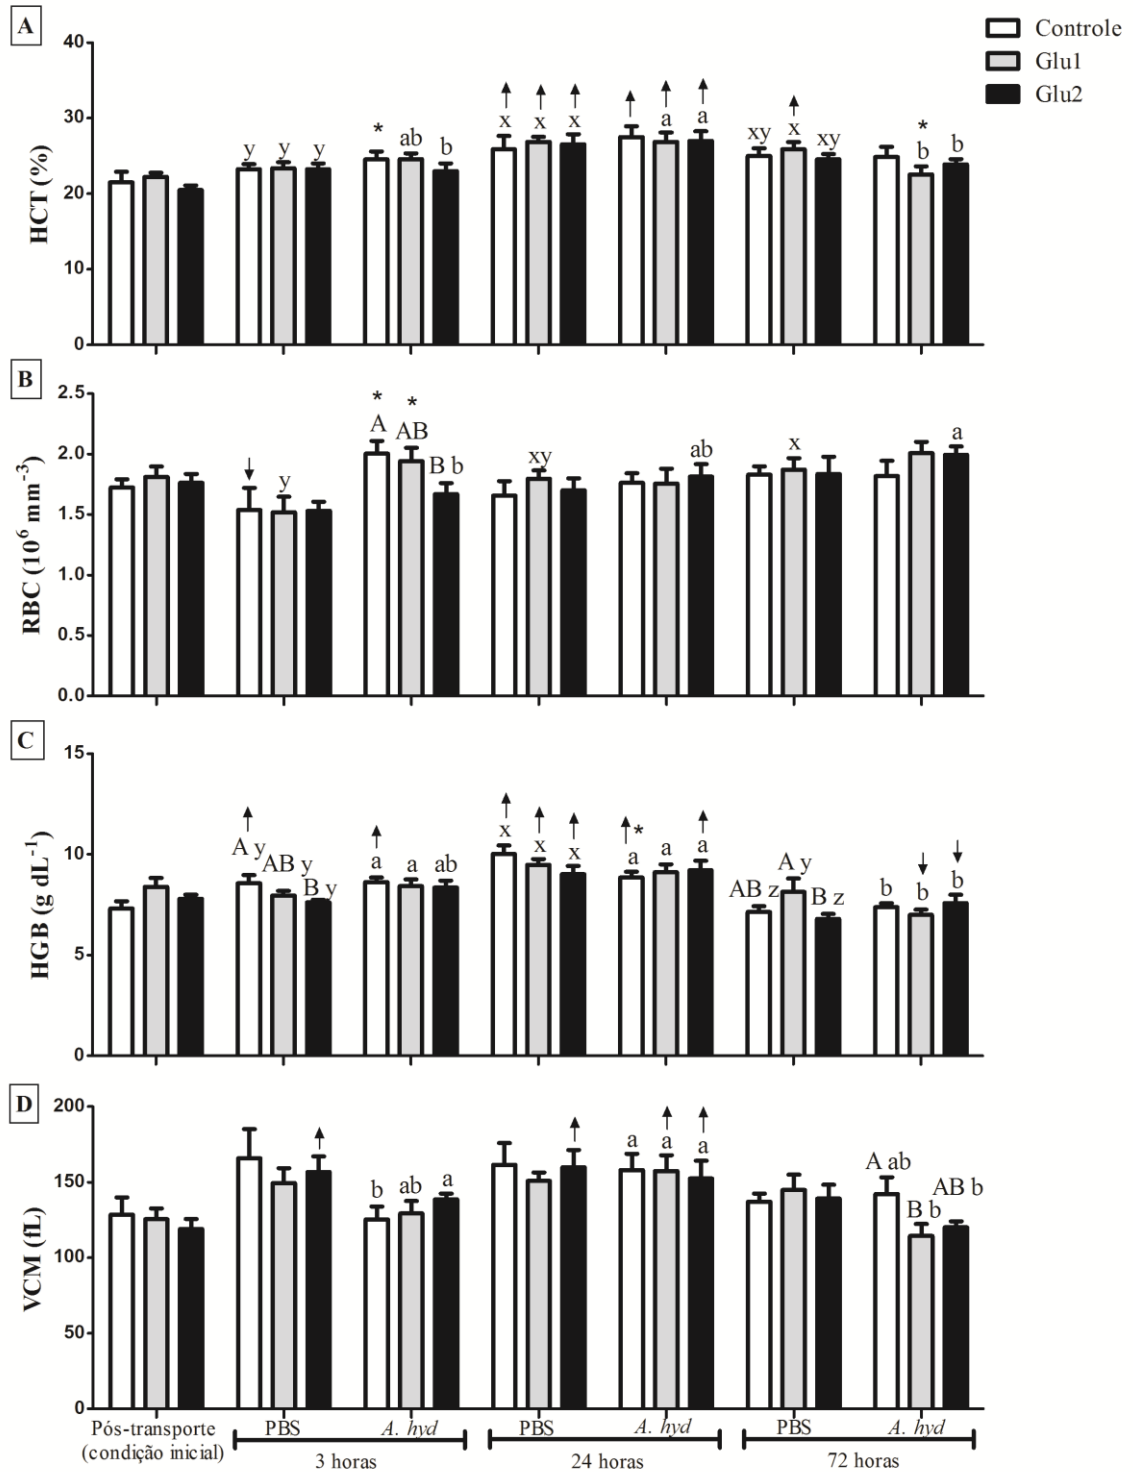 A
Controle
Glu1
Glu2
HCT (%)
40
30
20
10
0
y y y
* ab b
x x x
a a
xy x xy
* b b
B
RBC (10⁶ mm⁻³)
2.5
2.0
1.5
1.0
0.5
0.0
y
* *
A AB B b
xy
ab
x
a
C
HGB (g dL⁻¹)
15
10
5
0
A y AB y B y
a a ab
x x x
*
a a a
AB z A y B z
b b b
D
VCM (fL)
200
150
100
50
0
b ab a
a a a
A ab B b AB b
Pós-transporte
(condição inicial)
PBS A. hyd PBS A. hyd PBS A. hyd
3 horas 24 horas 72 horas